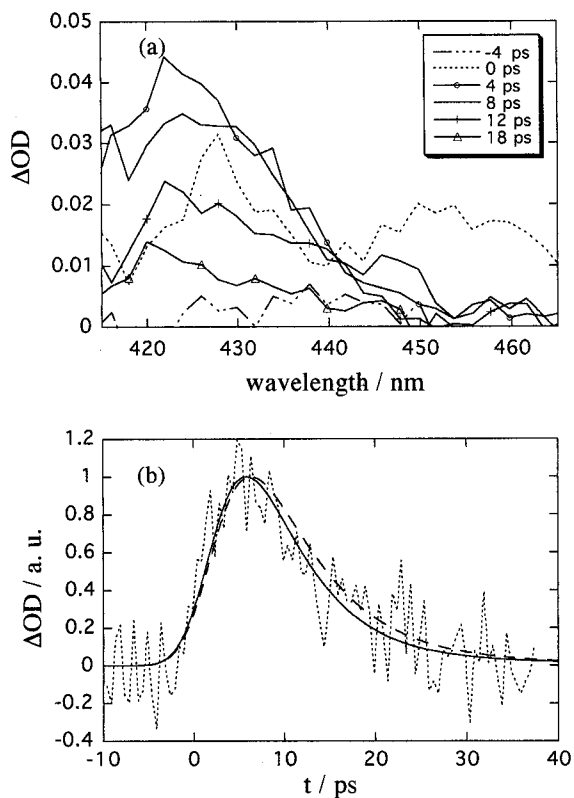 (a)
-4 ps
0 ps
4 ps
8 ps
12 ps
18 ps
0.05
0.04
0.03
0.02
0.01
0
ΔOD
420 430 440 450 460
wavelength / nm
(b)
1.2
1
0.8
0.6
0.4
0.2
0
-0.2
-0.4
ΔOD / a. u.
-10 0 10 20 30 40
t / ps